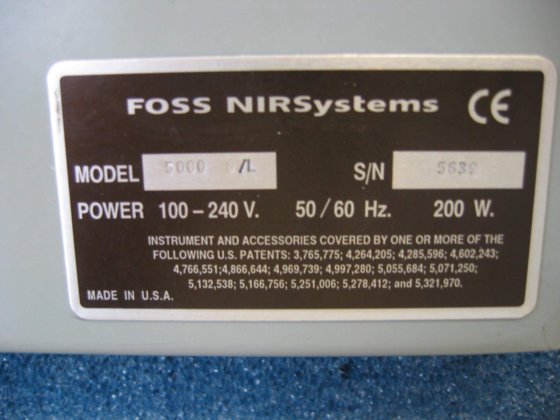 FOSS NIRSystems CE
MODEL 5000 /L S/N 5639
POWER 100-240 V. 50/60 Hz. 200 W.
INSTRUMENT AND ACCESSORIES COVERED BY ONE OR MORE OF THE
FOLLOWING U.S. PATENTS: 3,765,775; 4,264,205; 4,285,596; 4,602,243;
4,766,551;4,866,644; 4,969,739; 4,997,280; 5,055,684; 5,071,250;
5,132,538; 5,166,756; 5,251,006; 5,278,412; and 5,321,970.
MADE IN U.S.A.